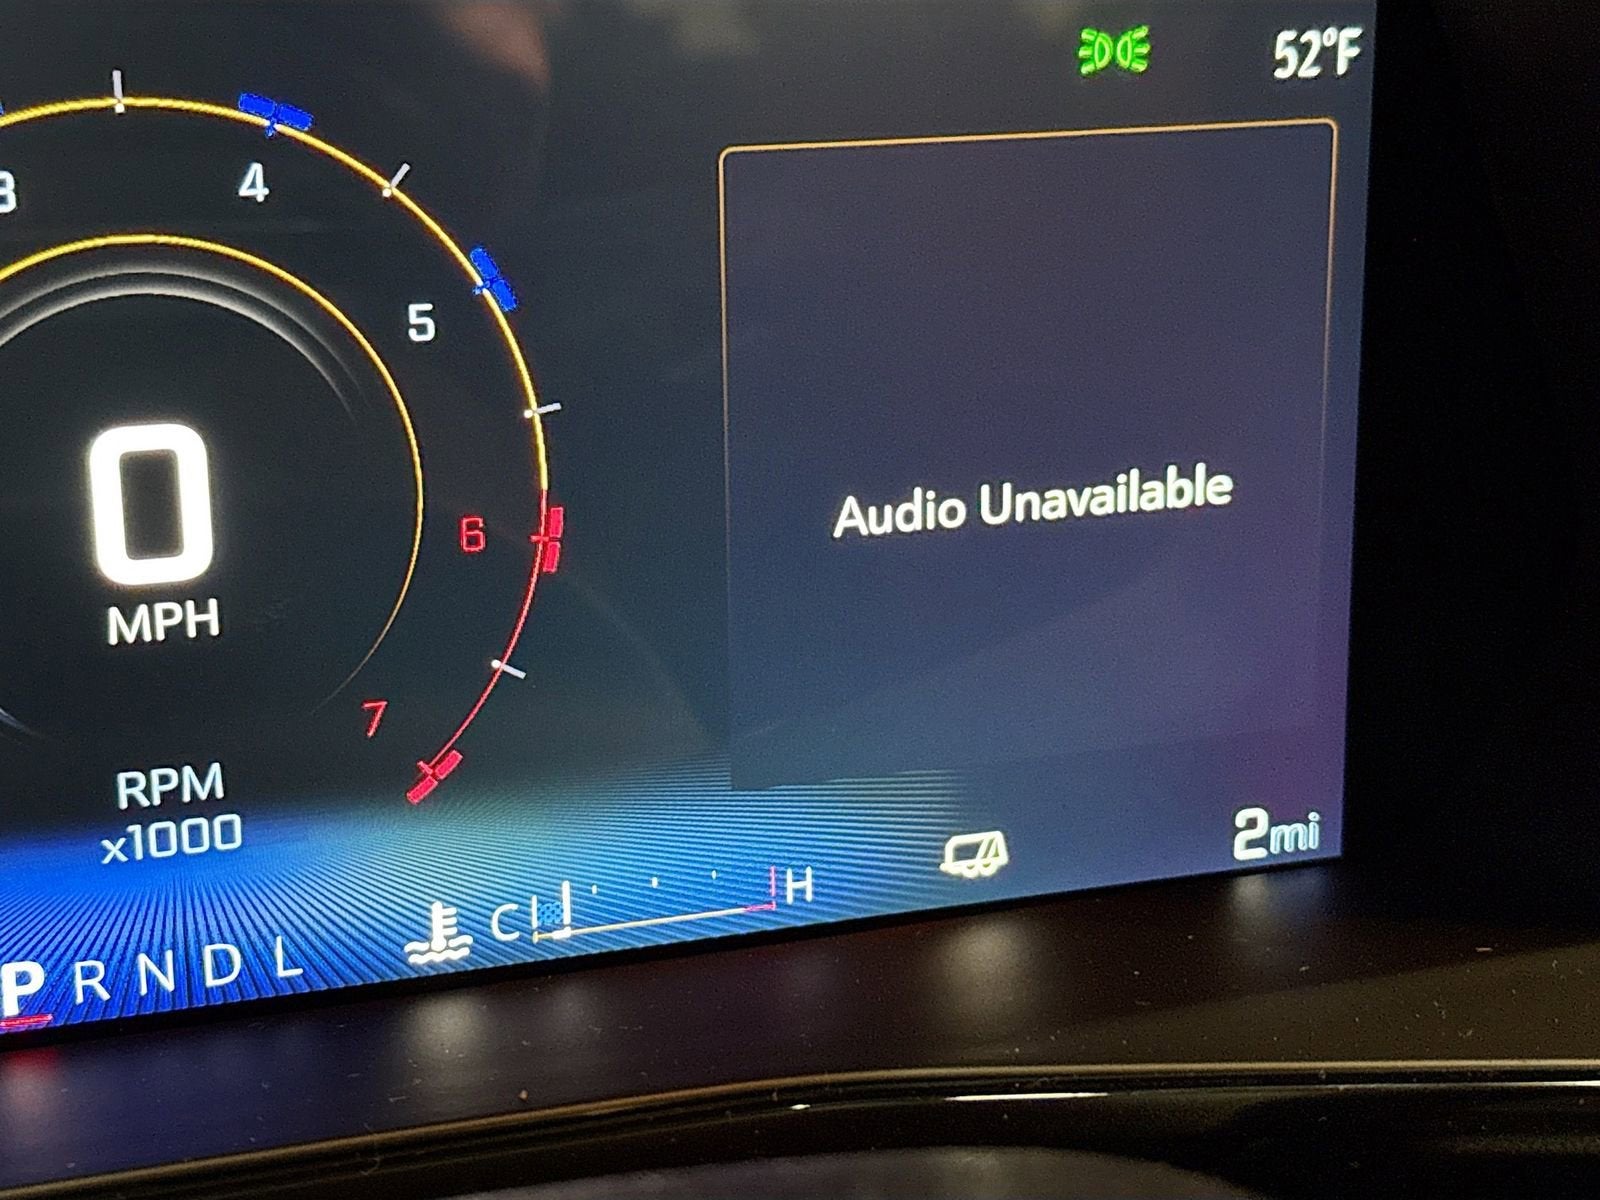 52°F
3
4
5
6
7
0
MPH
RPM
x1000
Audio Unavailable
2mi
C H
P R N D L